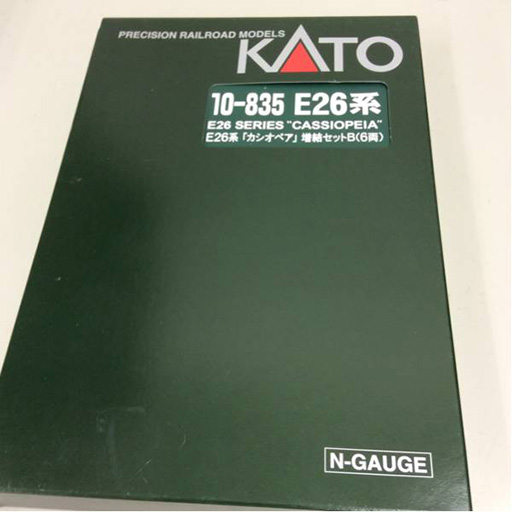 PRECISION RAILROAD MODELS
KATO
10-835 E26系
E26 SERIES "CASSIOPEIA"
E26系「カシオペア」増結セットB(6両)
N-GAUGE